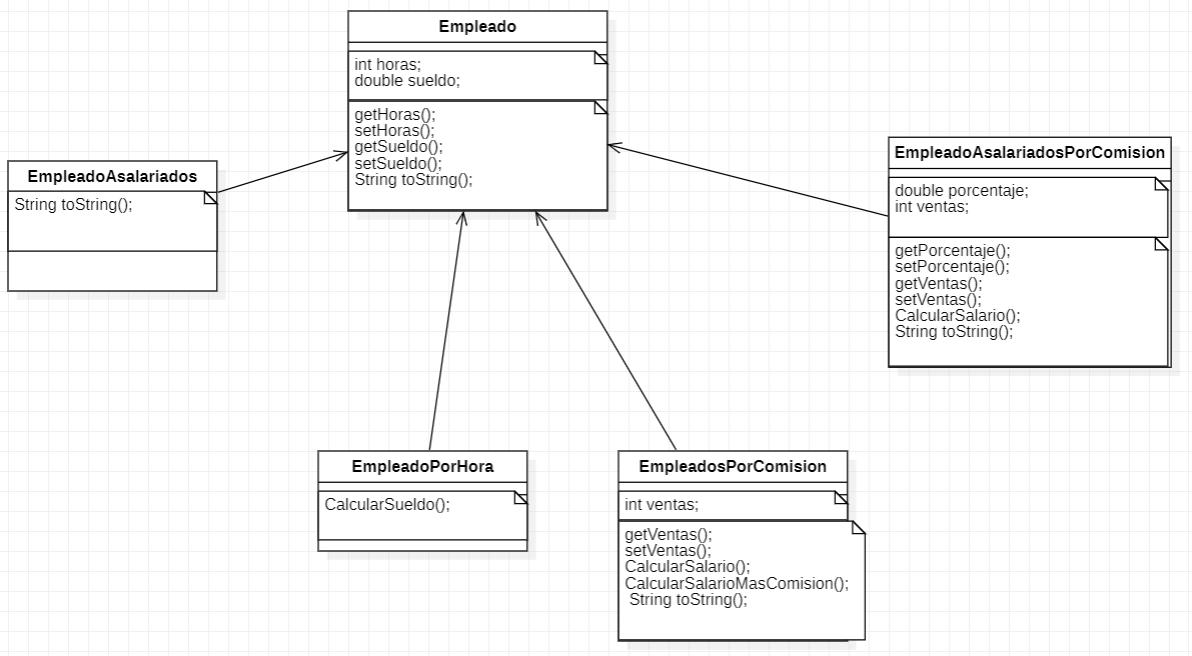 Empleado
int horas;
double sueldo;
getHoras();
setHoras();
getSueldo();
setSueldo();
String toString();
EmpleadoAsalariados
String toString();
EmpleadoAsalariadosPorComision
double porcentaje;
int ventas;
getPorcentaje();
setPorcentaje();
getVentas();
setVentas();
CalcularSalario();
String toString();
EmpleadoPorHora
CalcularSueldo();
EmpleadosPorComision
int ventas;
getVentas();
setVentas();
CalcularSalario();
CalcularSalarioMasComision();
String toString();